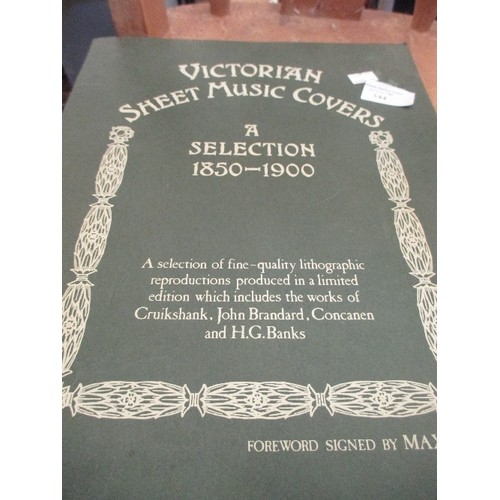 VICTORIAN
SHEET MUSIC COVERS
A
SELECTION
1850–1900
A selection of fine-quality lithographic
reproductions produced in a limited
edition which includes the works of
Cruikshank, John Brandard, Concanen
and H.G. Banks
FOREWORD SIGNED BY MAX